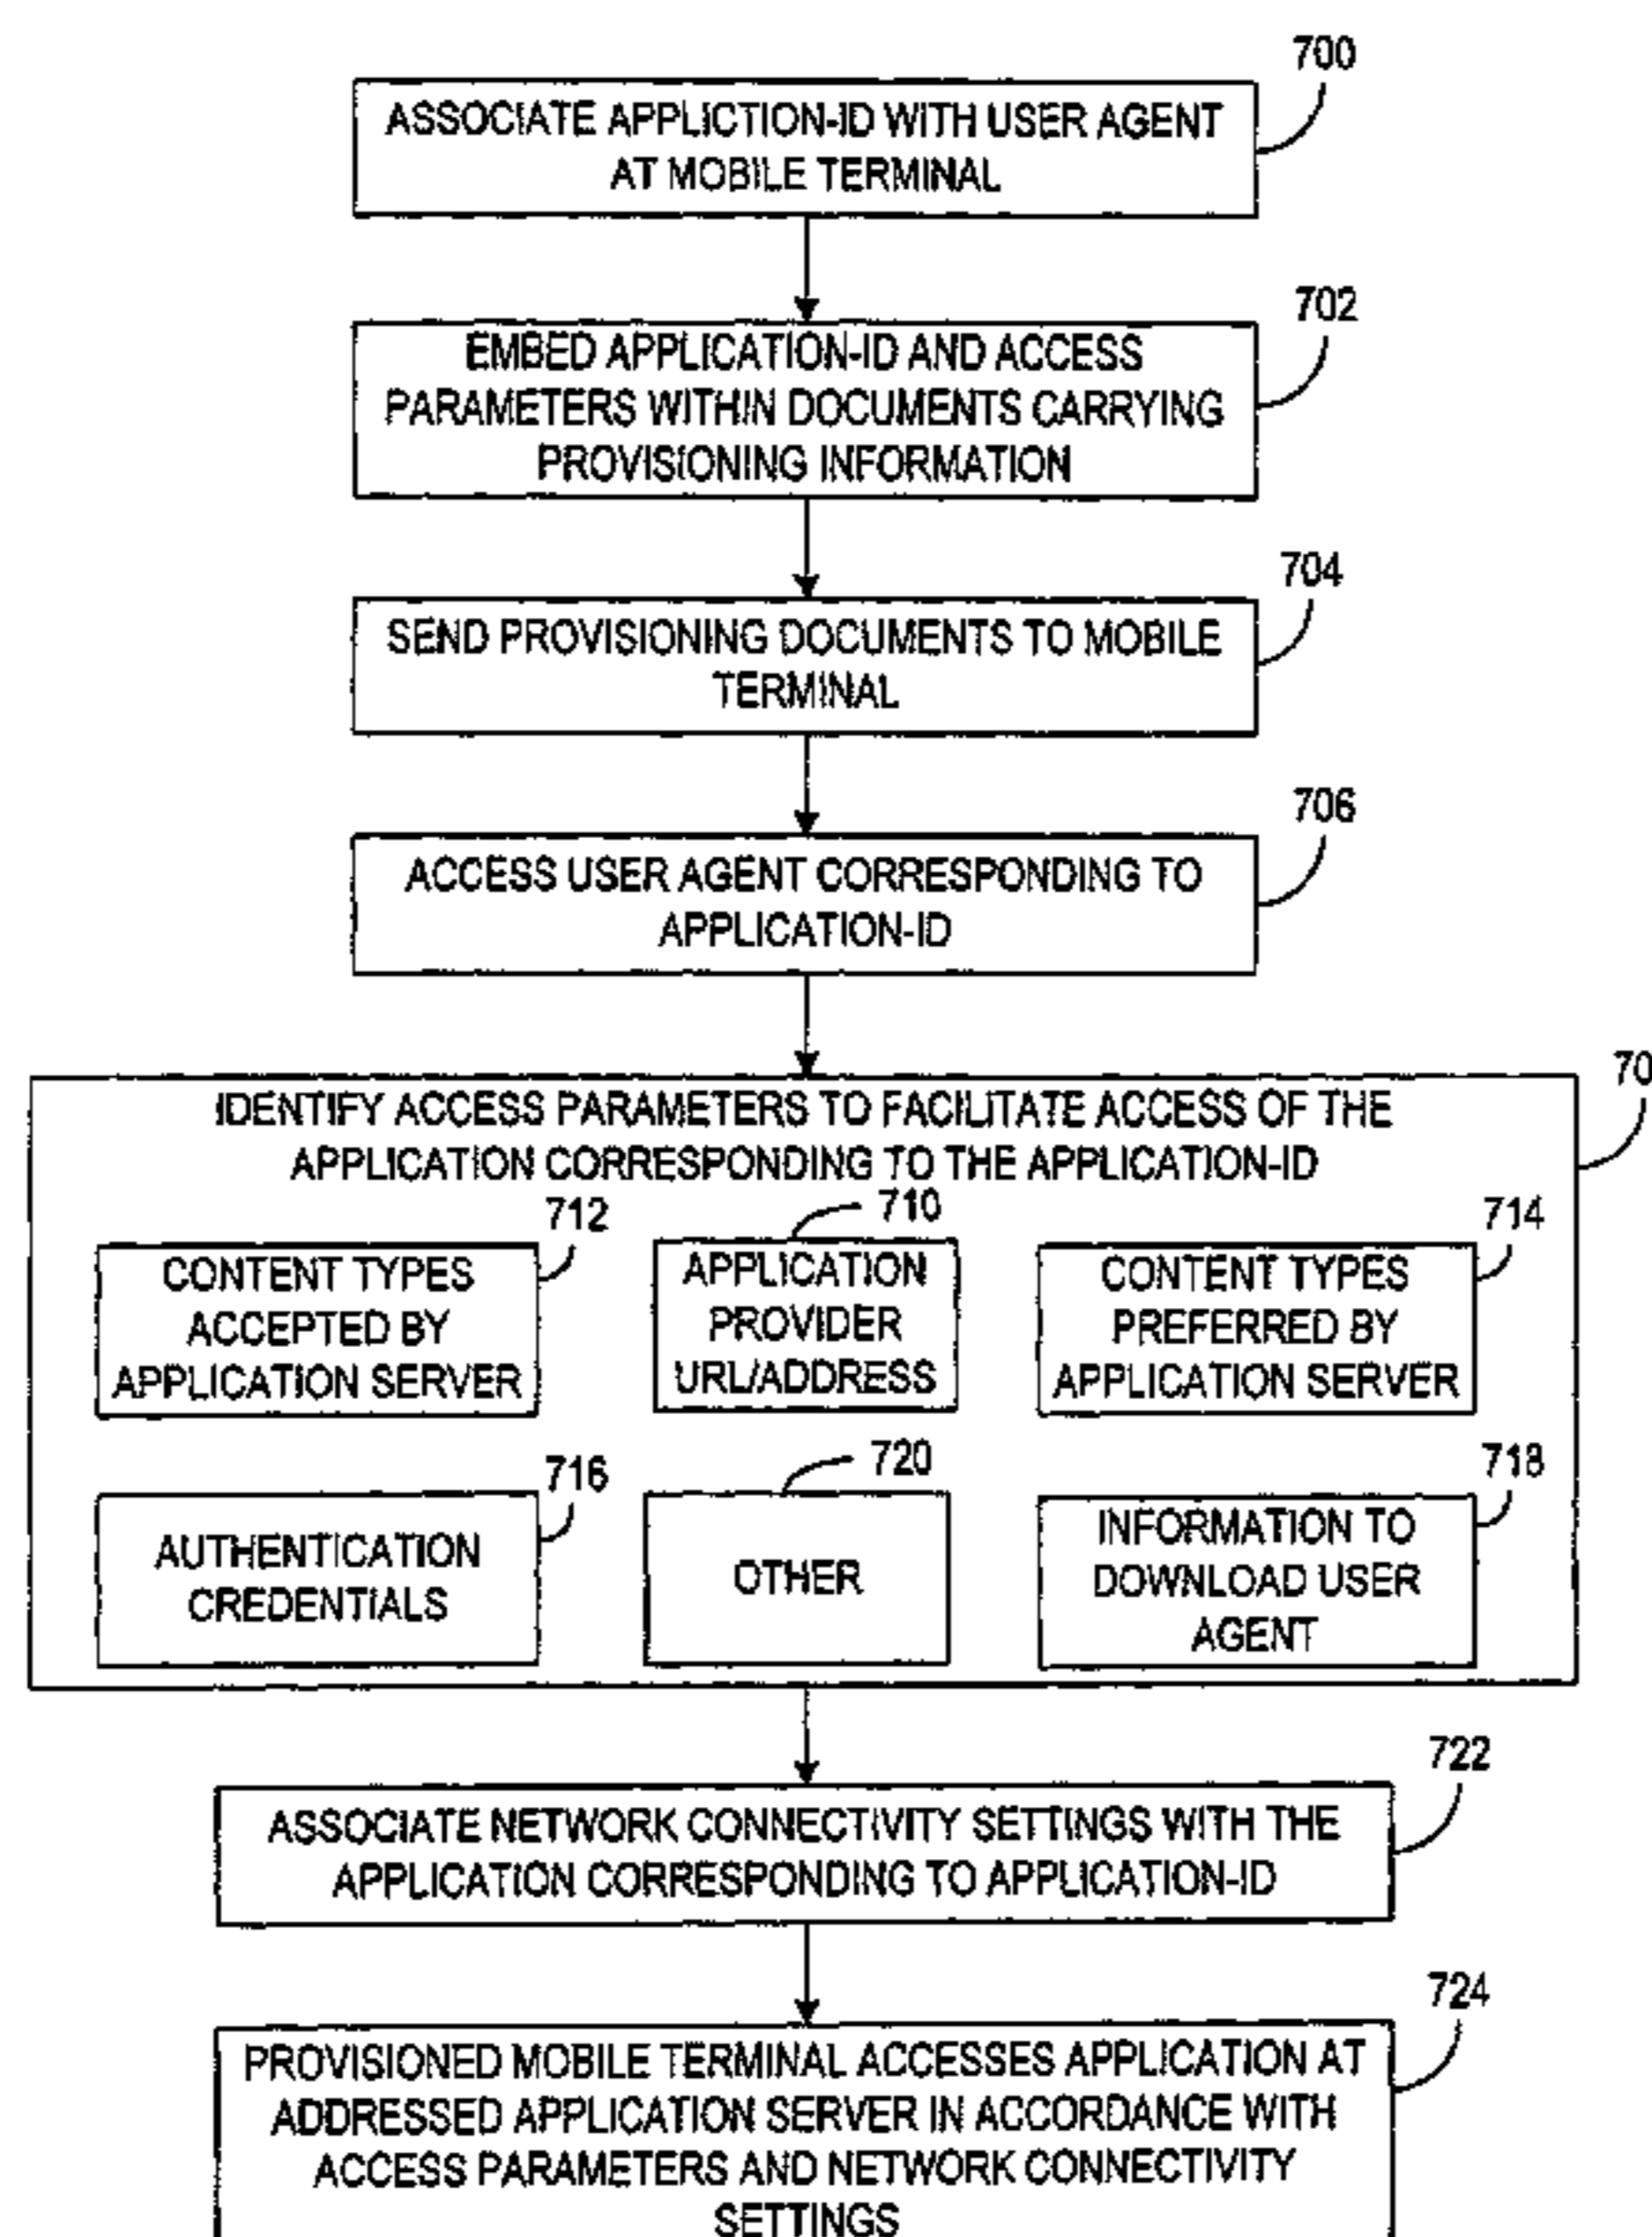 700
ASSOCIATE APPLICTION-ID WITH USER AGENT
AT MOBILE TERMINAL
702
EMBED APPLICATION-ID AND ACCESS
PARAMETERS WITHIN DOCUMENTS CARRYING
PROVISIONING INFORMATION
704
SEND PROVISIONING DOCUMENTS TO MOBILE
TERMINAL
706
ACCESS USER AGENT CORRESPONDING TO
APPLICATION-ID
70
IDENTIFY ACCESS PARAMETERS TO FACILITATE ACCESS OF THE
APPLICATION CORRESPONDING TO THE APPLICATION-ID
712
CONTENT TYPES
ACCEPTED BY
APPLICATION SERVER
710
APPLICATION
PROVIDER
URL/ADDRESS
714
CONTENT TYPES
PREFERRED BY
APPLICATION SERVER
716
AUTHENTICATION
CREDENTIALS
720
OTHER
718
INFORMATION TO
DOWNLOAD USER
AGENT
722
ASSOCIATE NETWORK CONNECTIVITY SETTINGS WITH THE
APPLICATION CORRESPONDING TO APPLICATION-ID
724
PROVISIONED MOBILE TERMINAL ACCESSES APPLICATION AT
ADDRESSED APPLICATION SERVER IN ACCORDANCE WITH
ACCESS PARAMETERS AND NETWORK CONNECTIVITY
SETTINGS